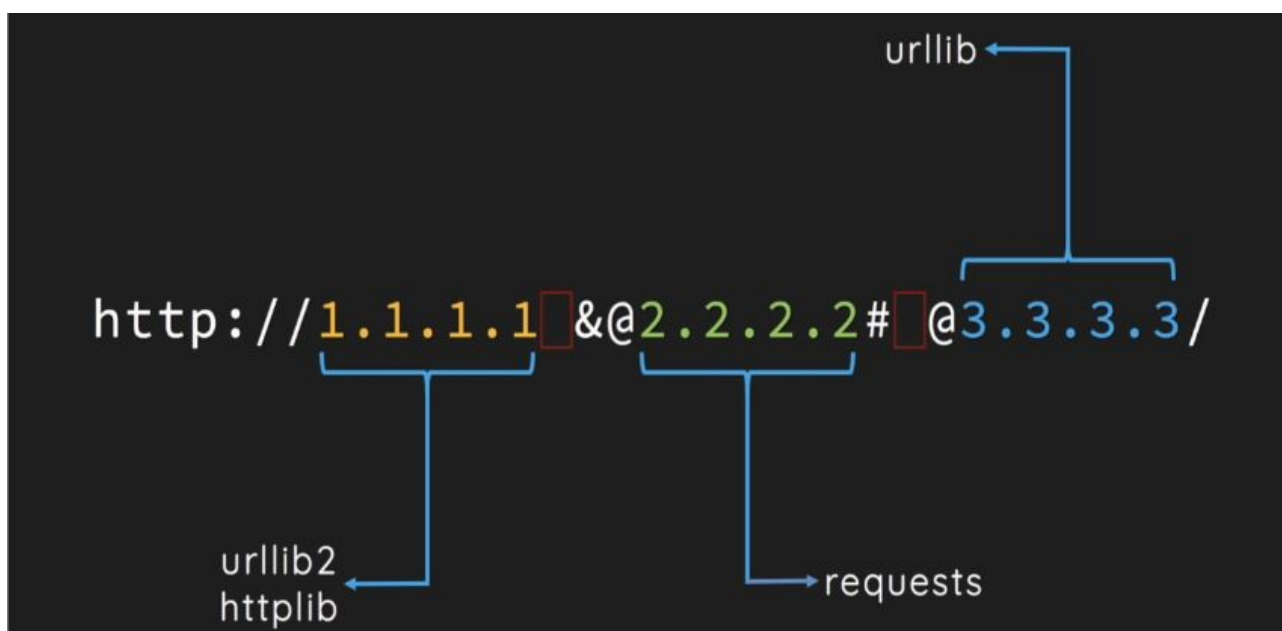 urllib
http://1.1.1.1 &@2.2.2.2# @3.3.3.3/
urllib2
httplib
requests